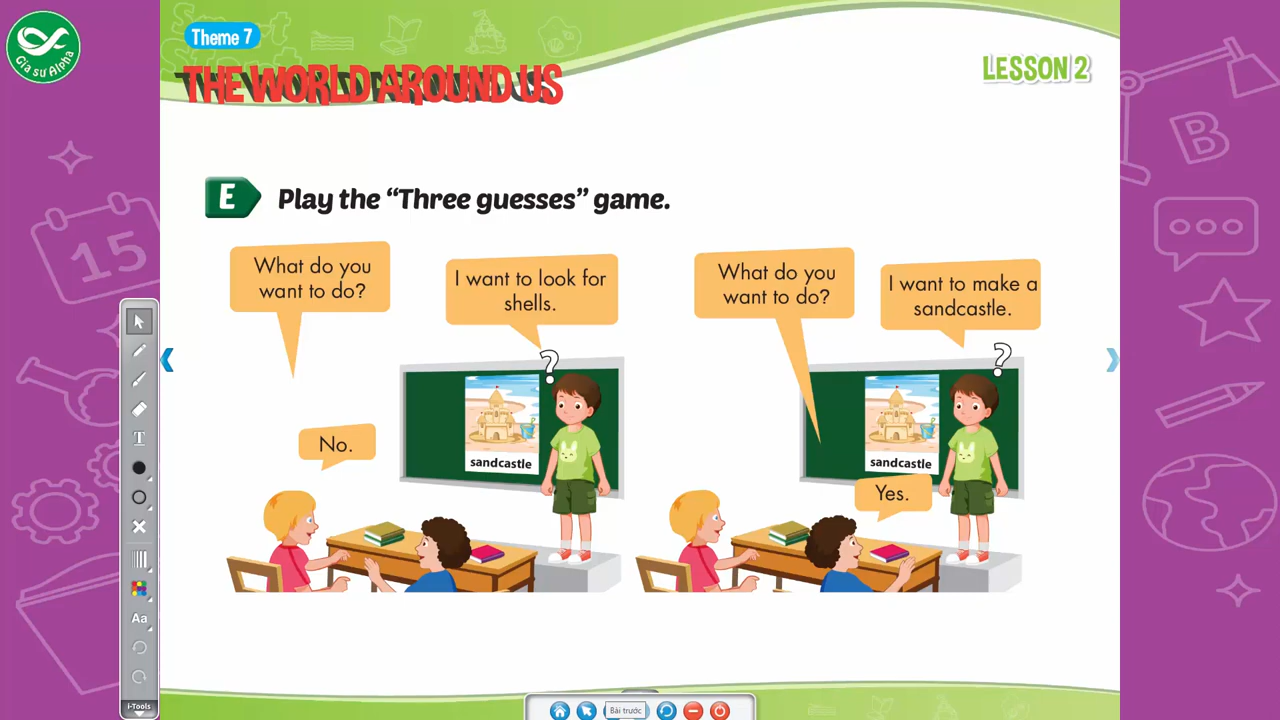 Gia sư Alpha
Theme 7
THE WORLD AROUND US
LESSON 2
E
Play the “Three guesses” game.
What do you
want to do?
I want to look for
shells.
No.
sandcastle
What do you
want to do?
I want to make a
sandcastle.
Yes.
sandcastle
15
B
T
Aa
i-Tools
Bài trước